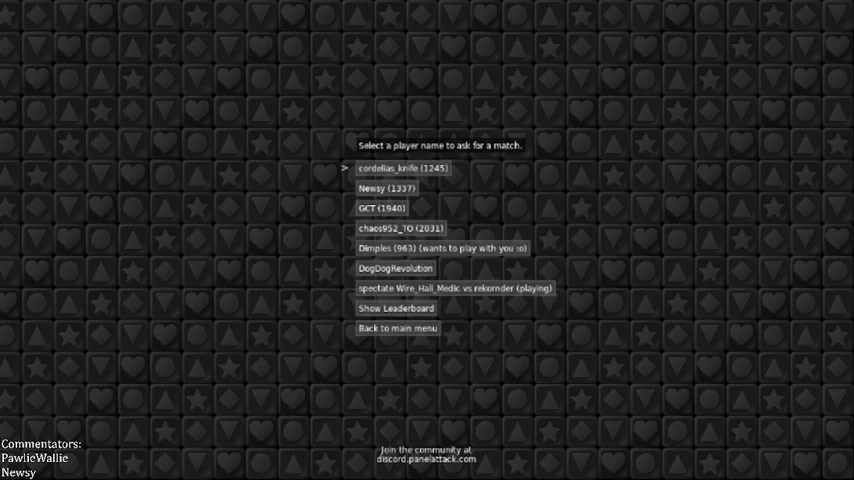 Select a player name to ask for a match.
> cordelias_knife (1245)
Newsy (1337)
GCT (1940)
chaos952_TO (2031)
Dimples (963) (wants to play with you :o)
DogDogRevolution
spectate Wire_Hail_Medic vs rekornder (playing)
Show Leaderboard
Back to main menu
Commentators:
PawlieWallie
Newsy
Join the community at
discord.panelattack.com